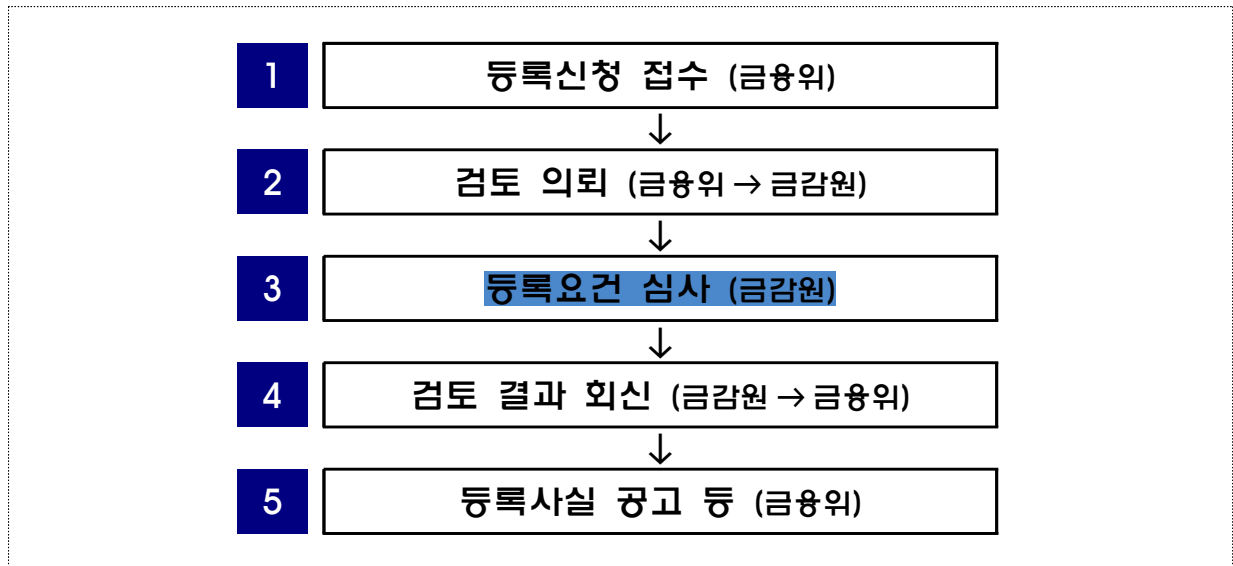 1 등록신청 접수 (금융위)
↓
2 검토 의뢰 (금융위 → 금감원)
↓
3 등록요건 심사 (금감원)
↓
4 검토 결과 회신 (금감원 → 금융위)
↓
5 등록사실 공고 등 (금융위)